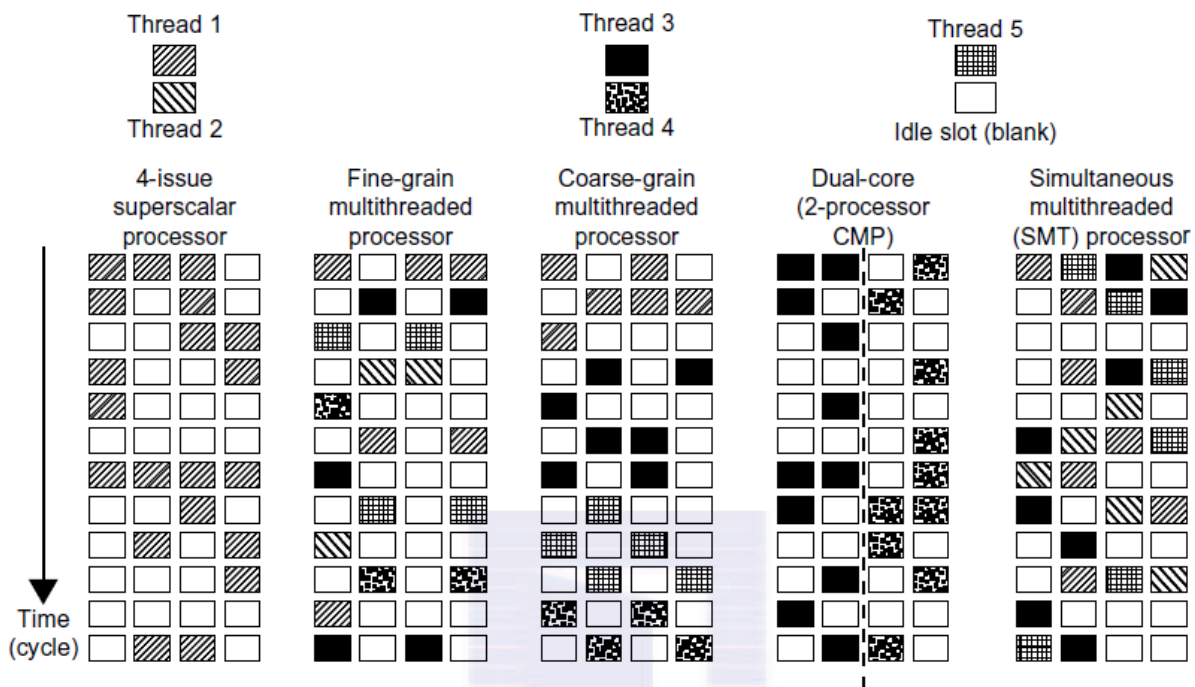 Thread 1
Thread 2
Thread 3
Thread 4
Thread 5
Idle slot (blank)
4-issue
superscalar
processor
Fine-grain
multithreaded
processor
Coarse-grain
multithreaded
processor
Dual-core
(2-processor
CMP)
Simultaneous
multithreaded
(SMT) processor
Time
(cycle)